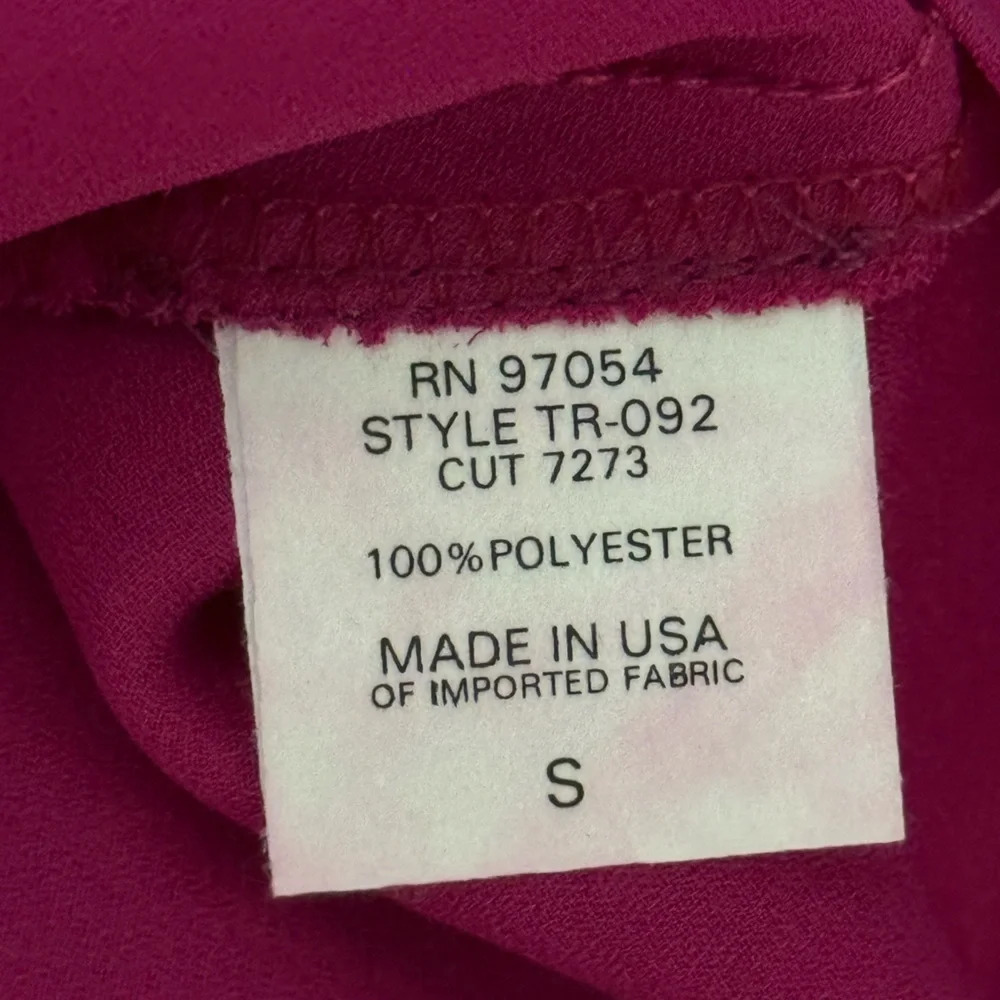 RN 97054
STYLE TR-092
CUT 7273
100%POLYESTER
MADE IN USA
OF IMPORTED FABRIC
S